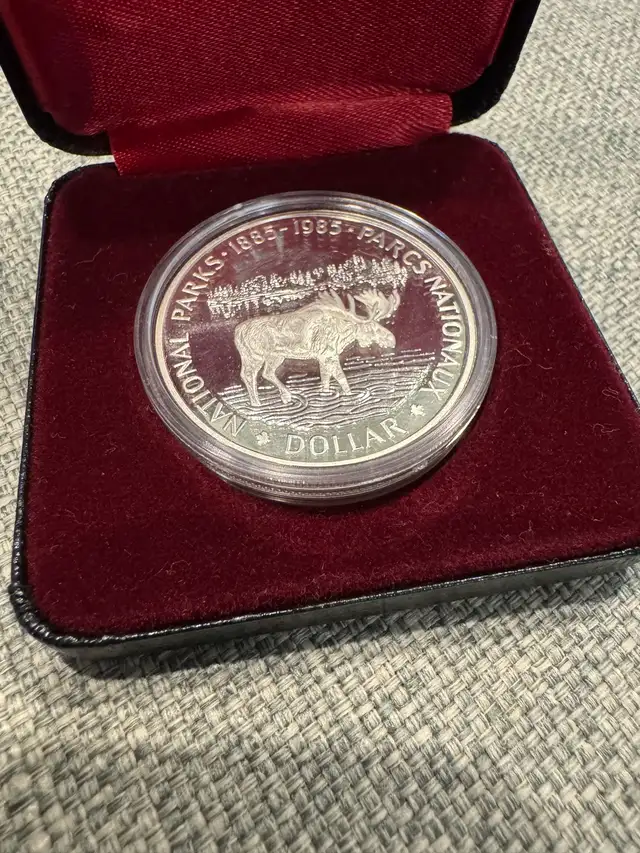 NATIONAL PARKS · 1885-1985 · PARCS NATIONAUX
DOLLAR